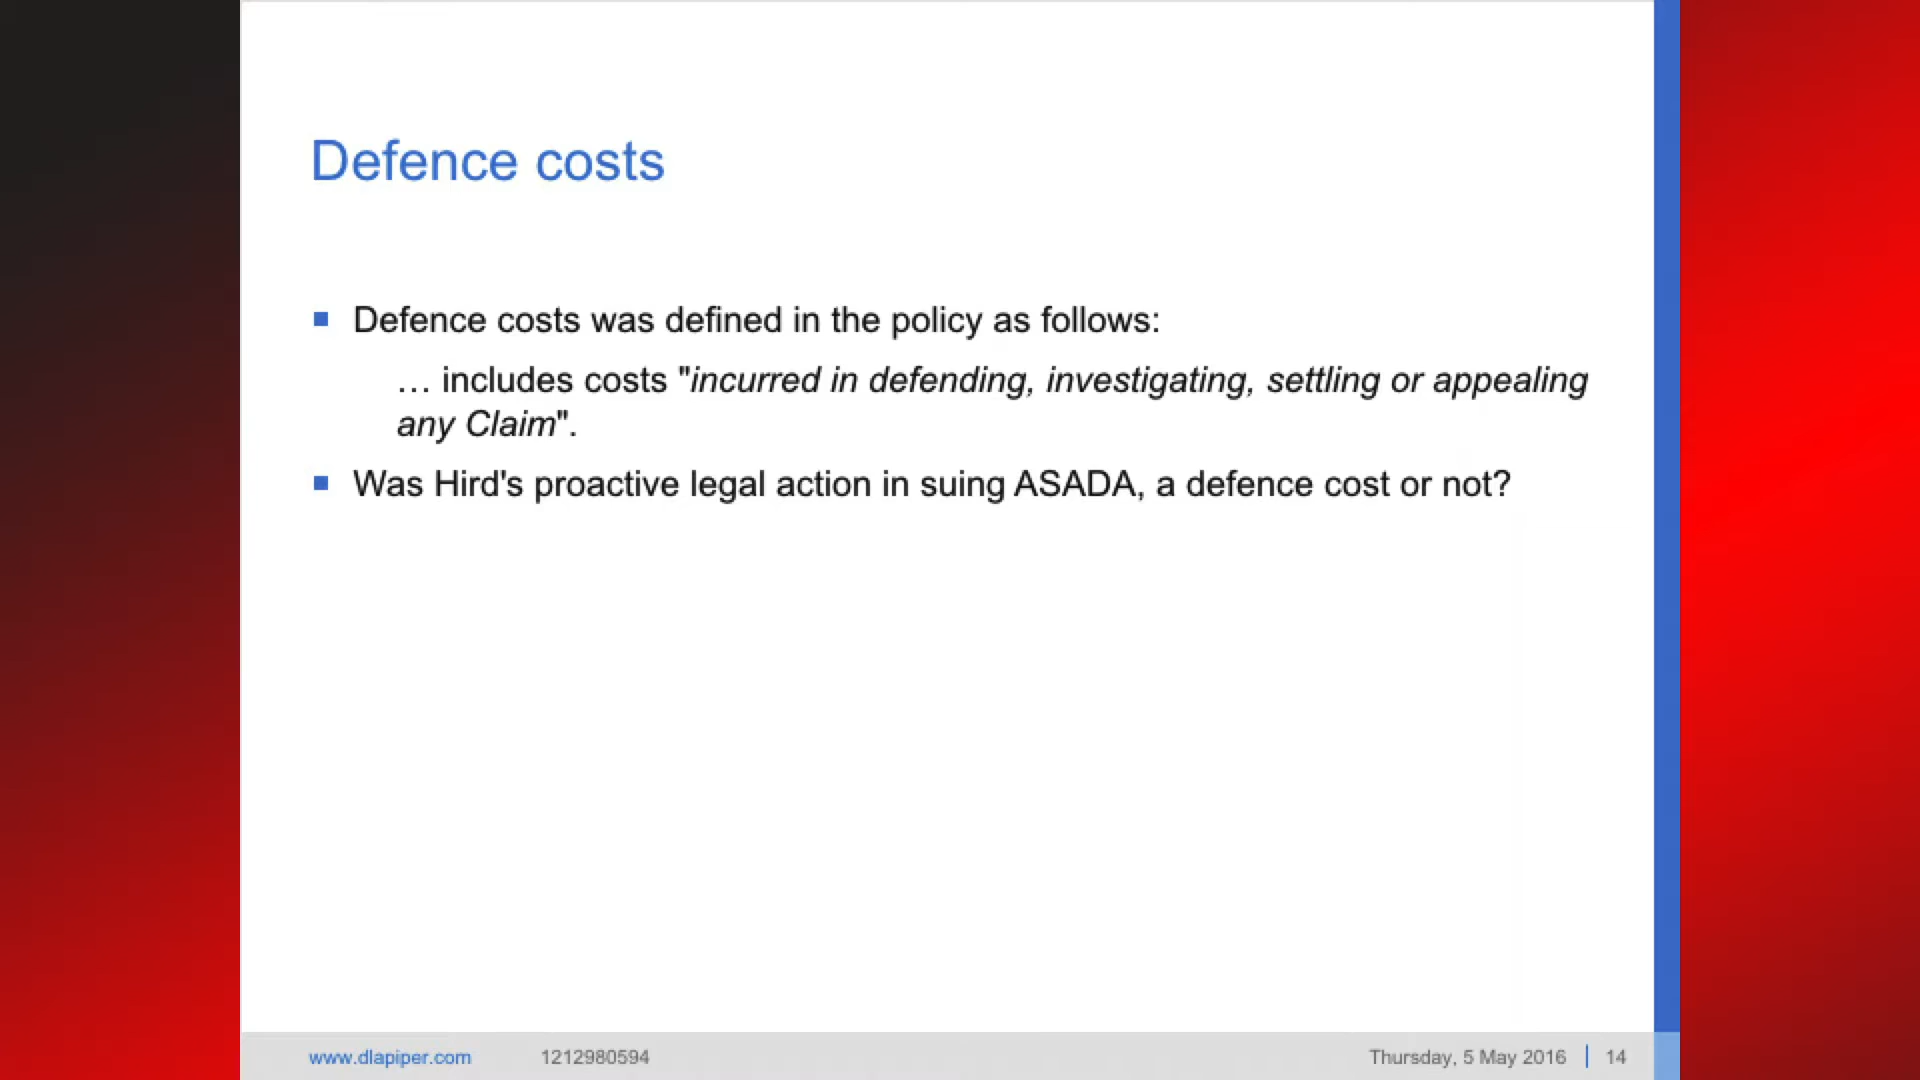 Defence costs
Defence costs was defined in the policy as follows:
… includes costs "incurred in defending, investigating, settling or appealing
any Claim".
Was Hird's proactive legal action in suing ASADA, a defence cost or not?
www.dlapiper.com 1212980594 Thursday, 5 May 2016 14